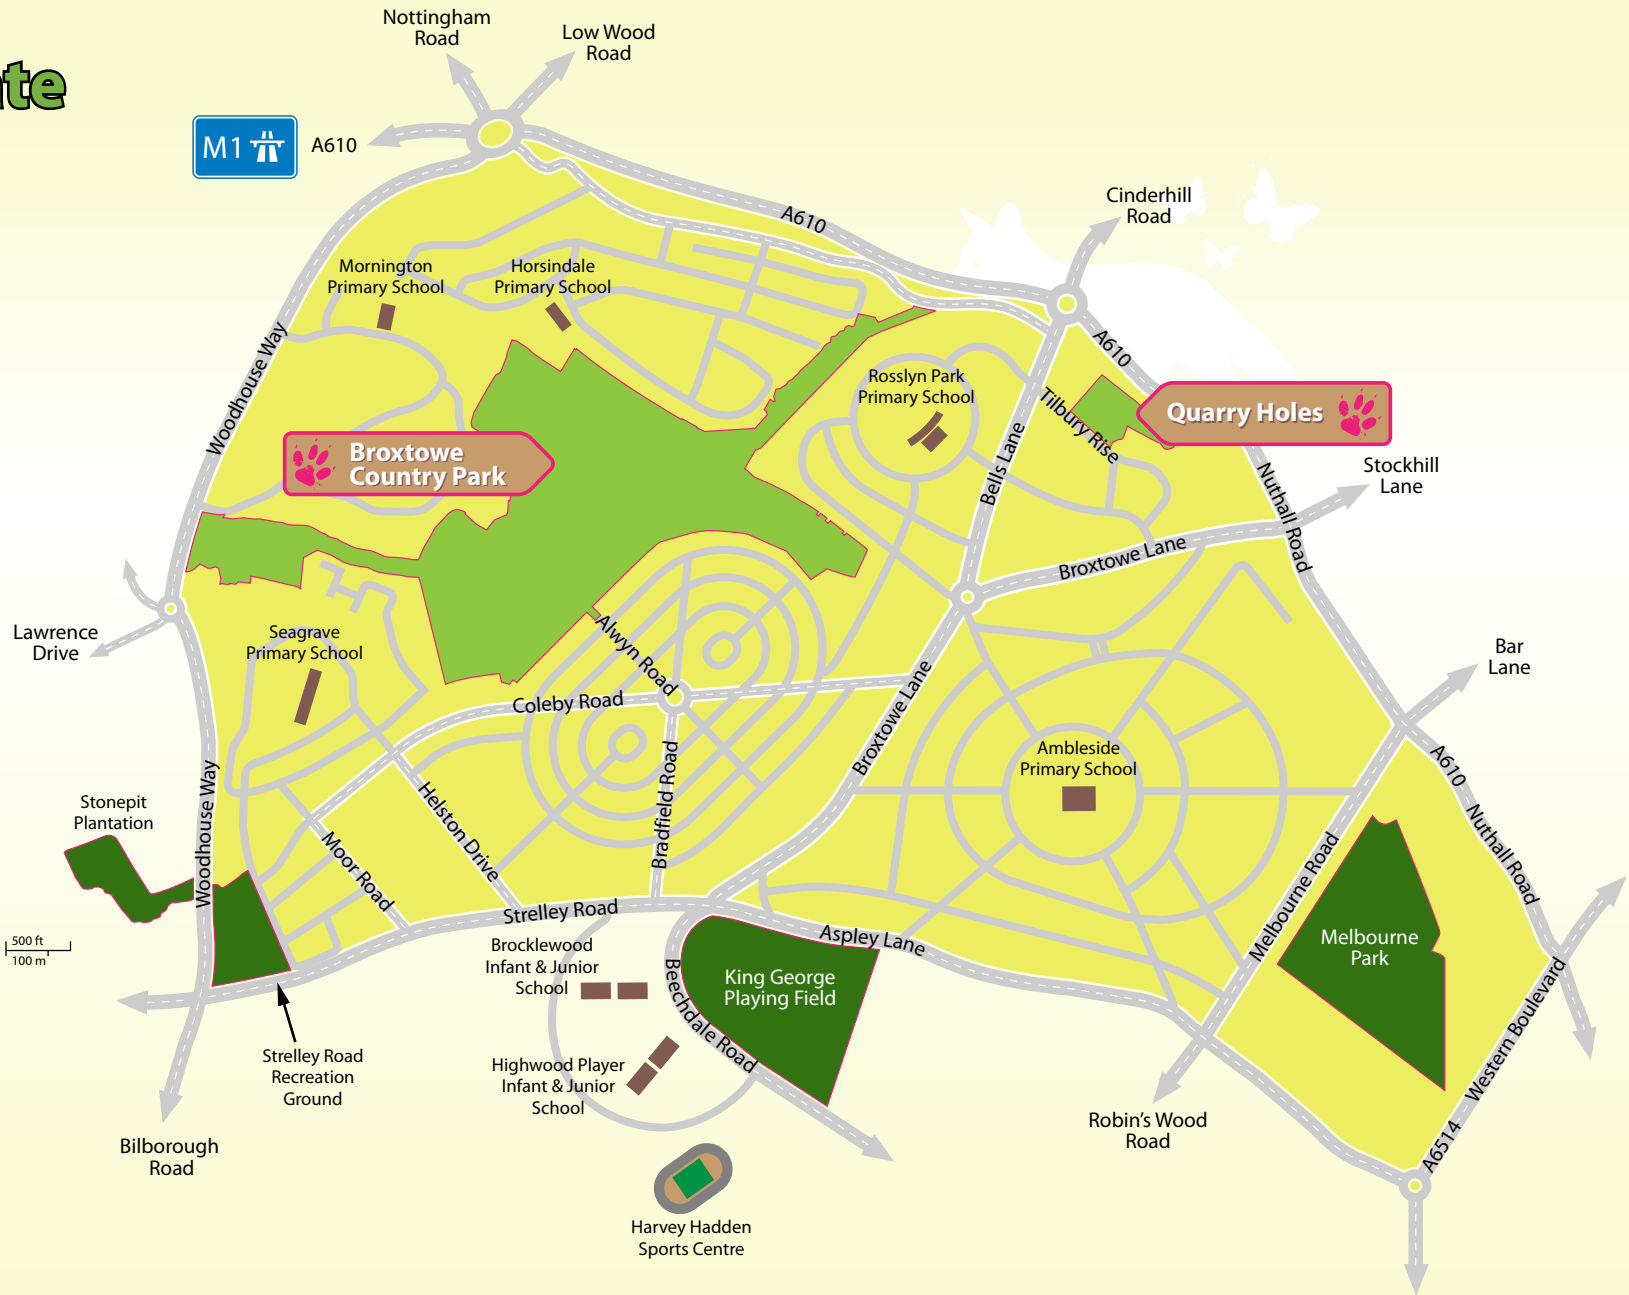 Nottingham
Road
Low Wood
Road
te
M1
A610
A610
Cinderhill
Road
Mornington
Primary School
Horsindale
Primary School
Woodhouse Way
A610
Rosslyn Park
Primary School
Tilbury Rise
Quarry Holes
Broxtowe
Country Park
Bells Lane
Nuthall Road
Stockhill
Lane
Broxtowe Lane
Lawrence
Drive
Seagrave
Primary School
Alwyn Road
Bar
Lane
Coleby Road
Broxtowe Lane
Ambleside
Primary School
A610
Nuthall Road
Woodhouse Way
Stonepit
Plantation
Helston Drive
Bradfield Road
Moor Road
Melbourne Road
Strelley Road
Aspley Lane
Melbourne
Park
500 ft
100 m
Brocklewood
Infant & Junior
School
Beechdale Road
King George
Playing Field
Western Boulevard
Strelley Road
Recreation
Ground
Highwood Player
Infant & Junior
School
Bilborough
Road
Robin's Wood
Road
A6514
Harvey Hadden
Sports Centre